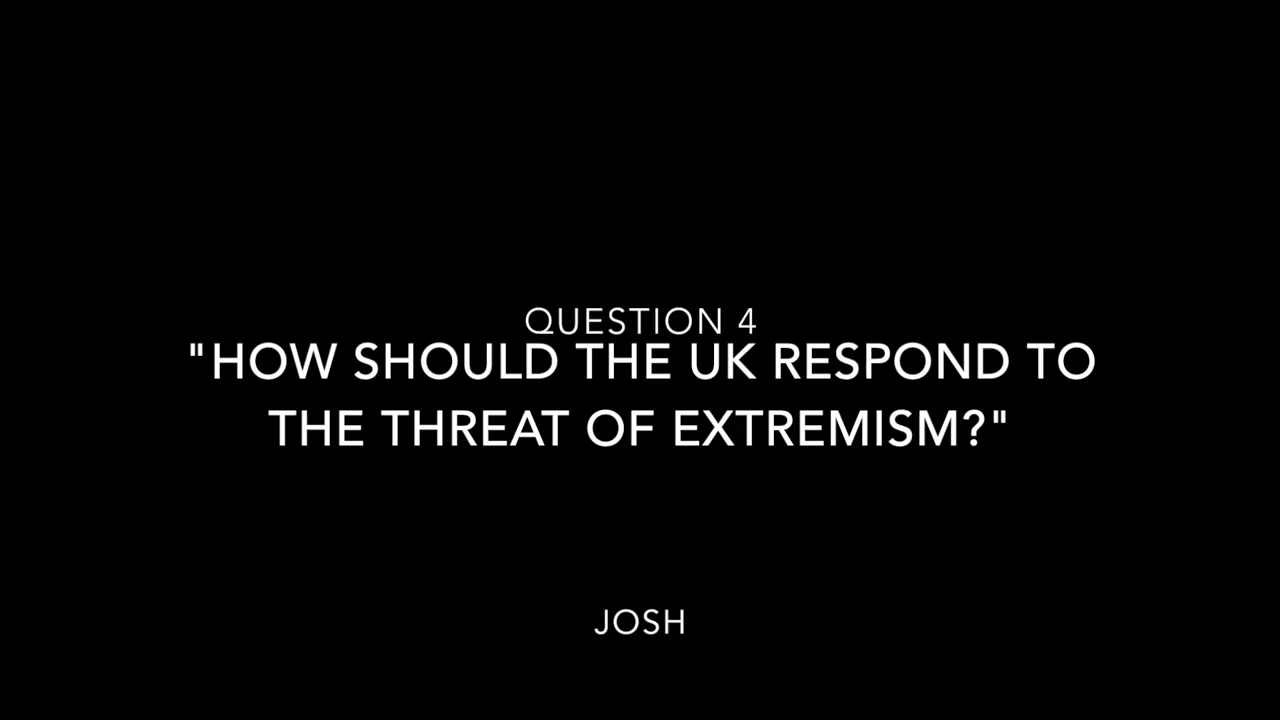 QUESTION 4
"HOW SHOULD THE UK RESPOND TO
THE THREAT OF EXTREMISM?"
JOSH